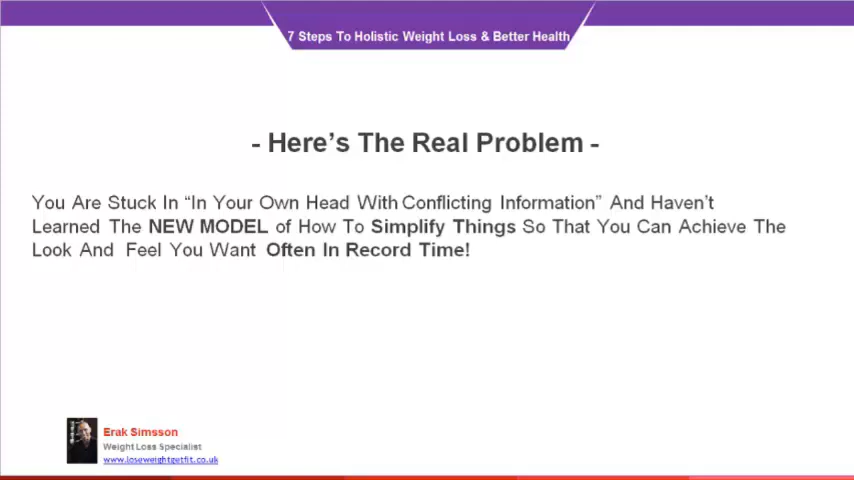 7 Steps To Holistic Weight Loss & Better Health
- Here's The Real Problem -
You Are Stuck In “In Your Own Head With Conflicting Information” And Haven't
Learned The NEW MODEL of How To Simplify Things So That You Can Achieve The
Look And Feel You Want Often In Record Time!
Erak Simsson
Weight Loss Specialist
www.loseweightgetfit.co.uk